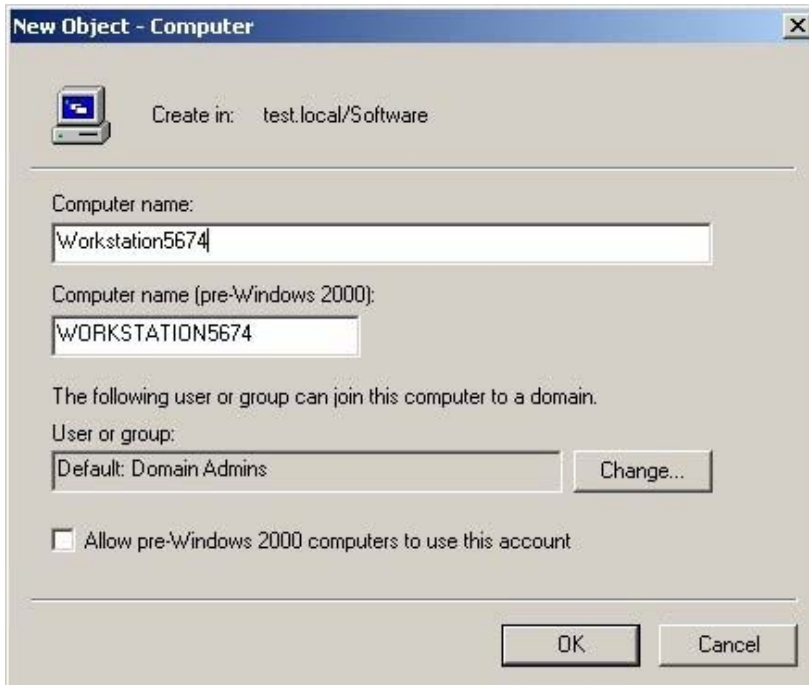 New Object - Computer
Create in: test.local/Software
Computer name:
Workstation5674
Computer name (pre-Windows 2000):
WORKSTATION5674
The following user or group can join this computer to a domain.
User or group:
Default: Domain Admins
Change...
Allow pre-Windows 2000 computers to use this account
OK Cancel